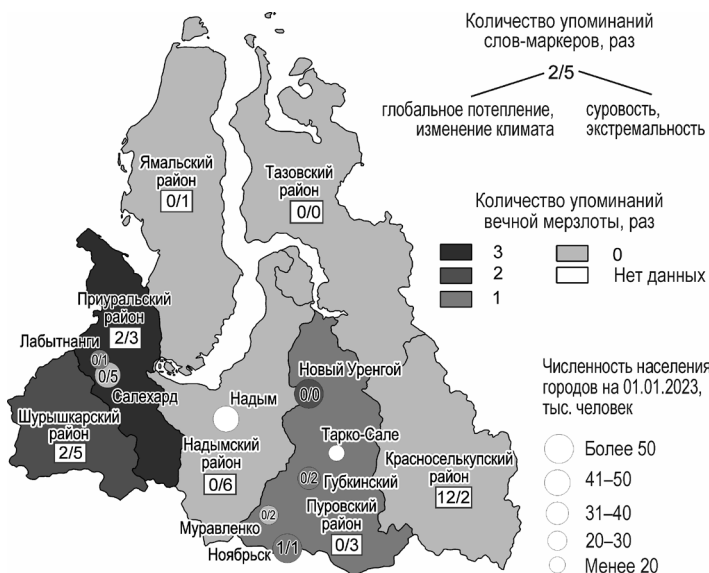 Количество упоминаний
слов-маркеров, раз
2/5
глобальное потепление,
изменение климата
суровость,
экстремальность
Ямальский
район
0/1
Тазовский
район
0/0
Количество упоминаний
вечной мерзлоты, раз
3
2
1
0
Нет данных
Приуральский
район
2/3
Лабытнанги
0/1
0/5
Салехард
Шурышкарский
район
2/5
Надым
Надымский
район
0/6
Новый Уренгой
0/0
Тарко-Сале
0/2
Губкинский
Пуровский
район
0/3
Муравленко
0/2
Ноябрьск
1/1
Красноселькупский
район
12/2
Численность населения
городов на 01.01.2023,
тыс. человек
Более 50
41–50
31–40
20–30
Менее 20